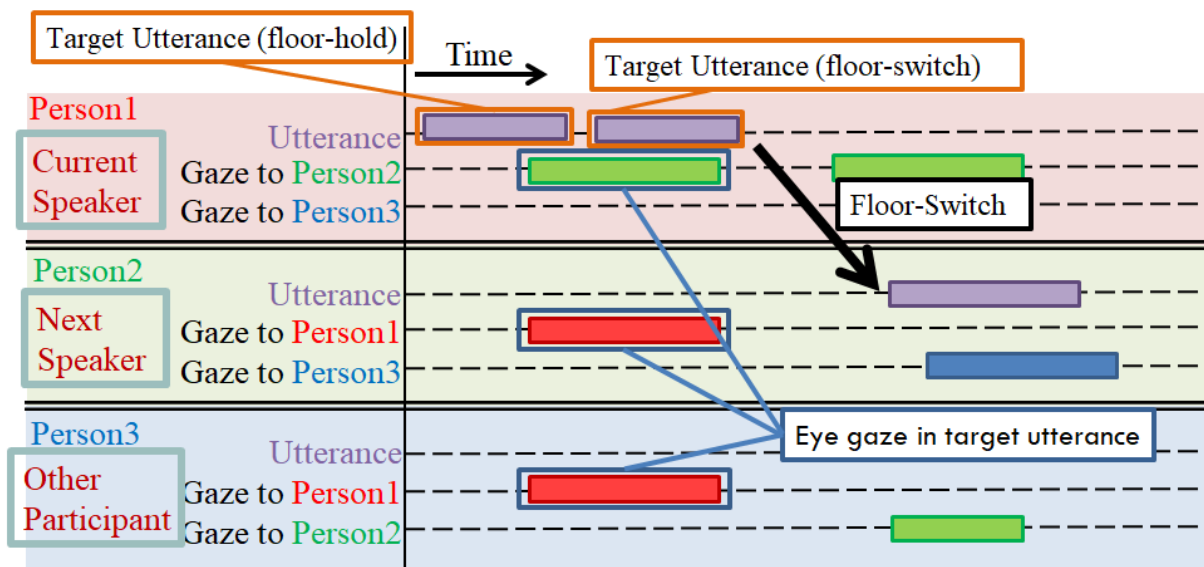 Target Utterance (floor-hold)
Time
Target Utterance (floor-switch)
Person1
Current
Speaker
Utterance
Gaze to Person2
Gaze to Person3
Floor-Switch
Person2
Next
Speaker
Utterance
Gaze to Person1
Gaze to Person3
Eye gaze in target utterance
Person3
Other
Participant
Utterance
Gaze to Person1
Gaze to Person2